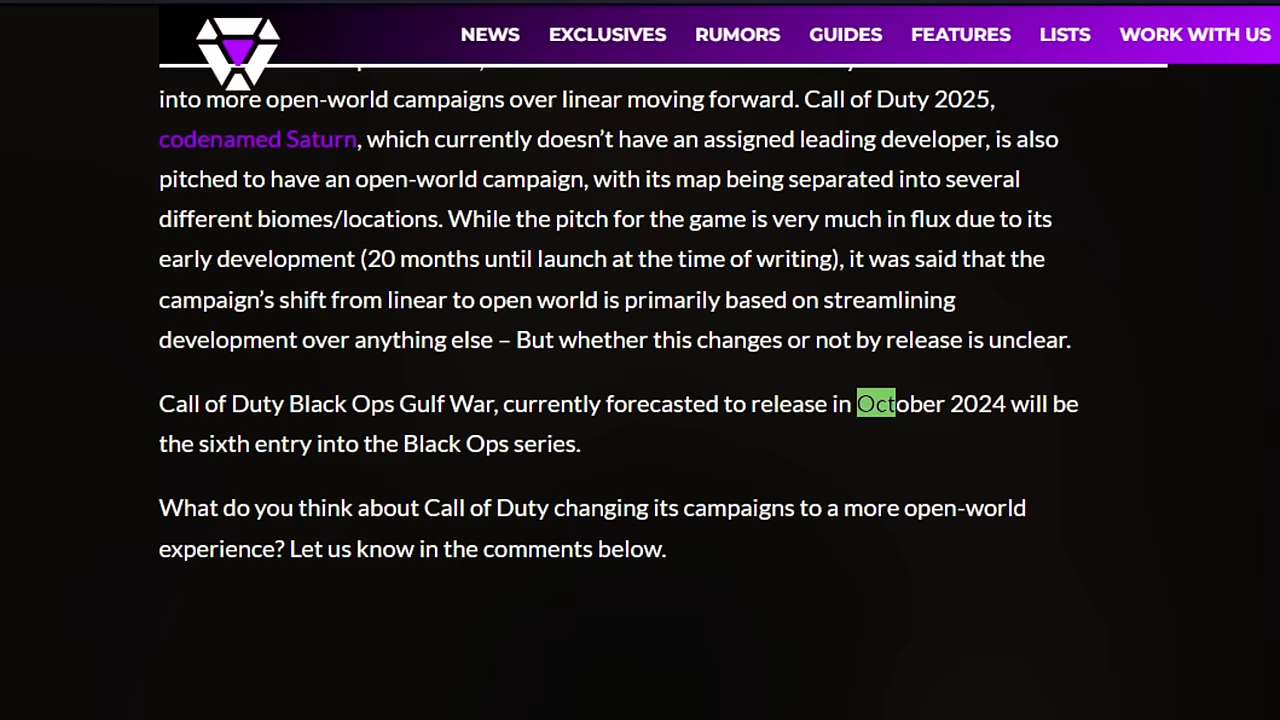 NEWS EXCLUSIVES RUMORS GUIDES FEATURES LISTS WORK WITH US
into more open-world campaigns over linear moving forward. Call of Duty 2025,
codenamed Saturn, which currently doesn’t have an assigned leading developer, is also
pitched to have an open-world campaign, with its map being separated into several
different biomes/locations. While the pitch for the game is very much in flux due to its
early development (20 months until launch at the time of writing), it was said that the
campaign’s shift from linear to open world is primarily based on streamlining
development over anything else – But whether this changes or not by release is unclear.
Call of Duty Black Ops Gulf War, currently forecasted to release in October 2024 will be
the sixth entry into the Black Ops series.
What do you think about Call of Duty changing its campaigns to a more open-world
experience? Let us know in the comments below.